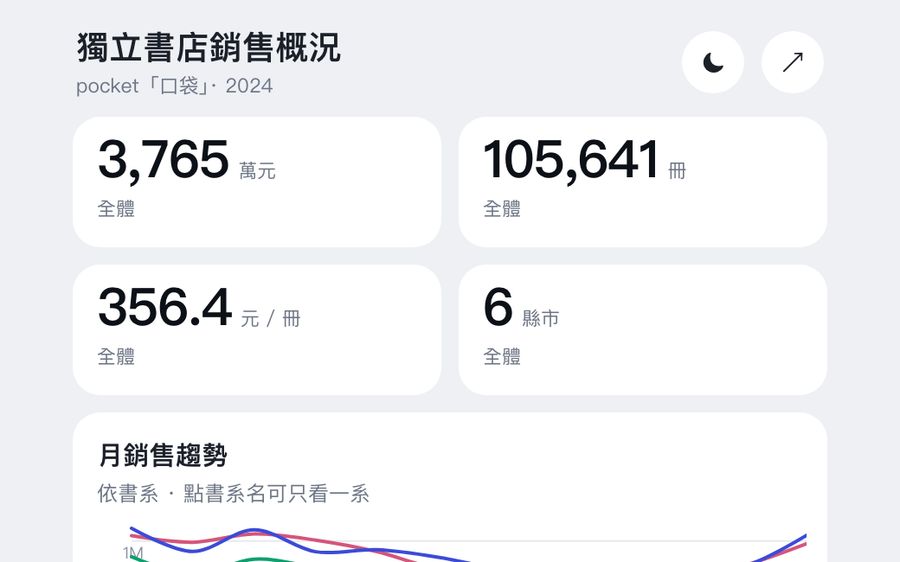 獨立書店銷售概況
pocket「口袋」· 2024
3,765 萬元
全體
105,641 冊
全體
356.4 元 / 冊
全體
6 縣市
全體
月銷售趨勢
依書系 · 點書系名可只看一系
1M